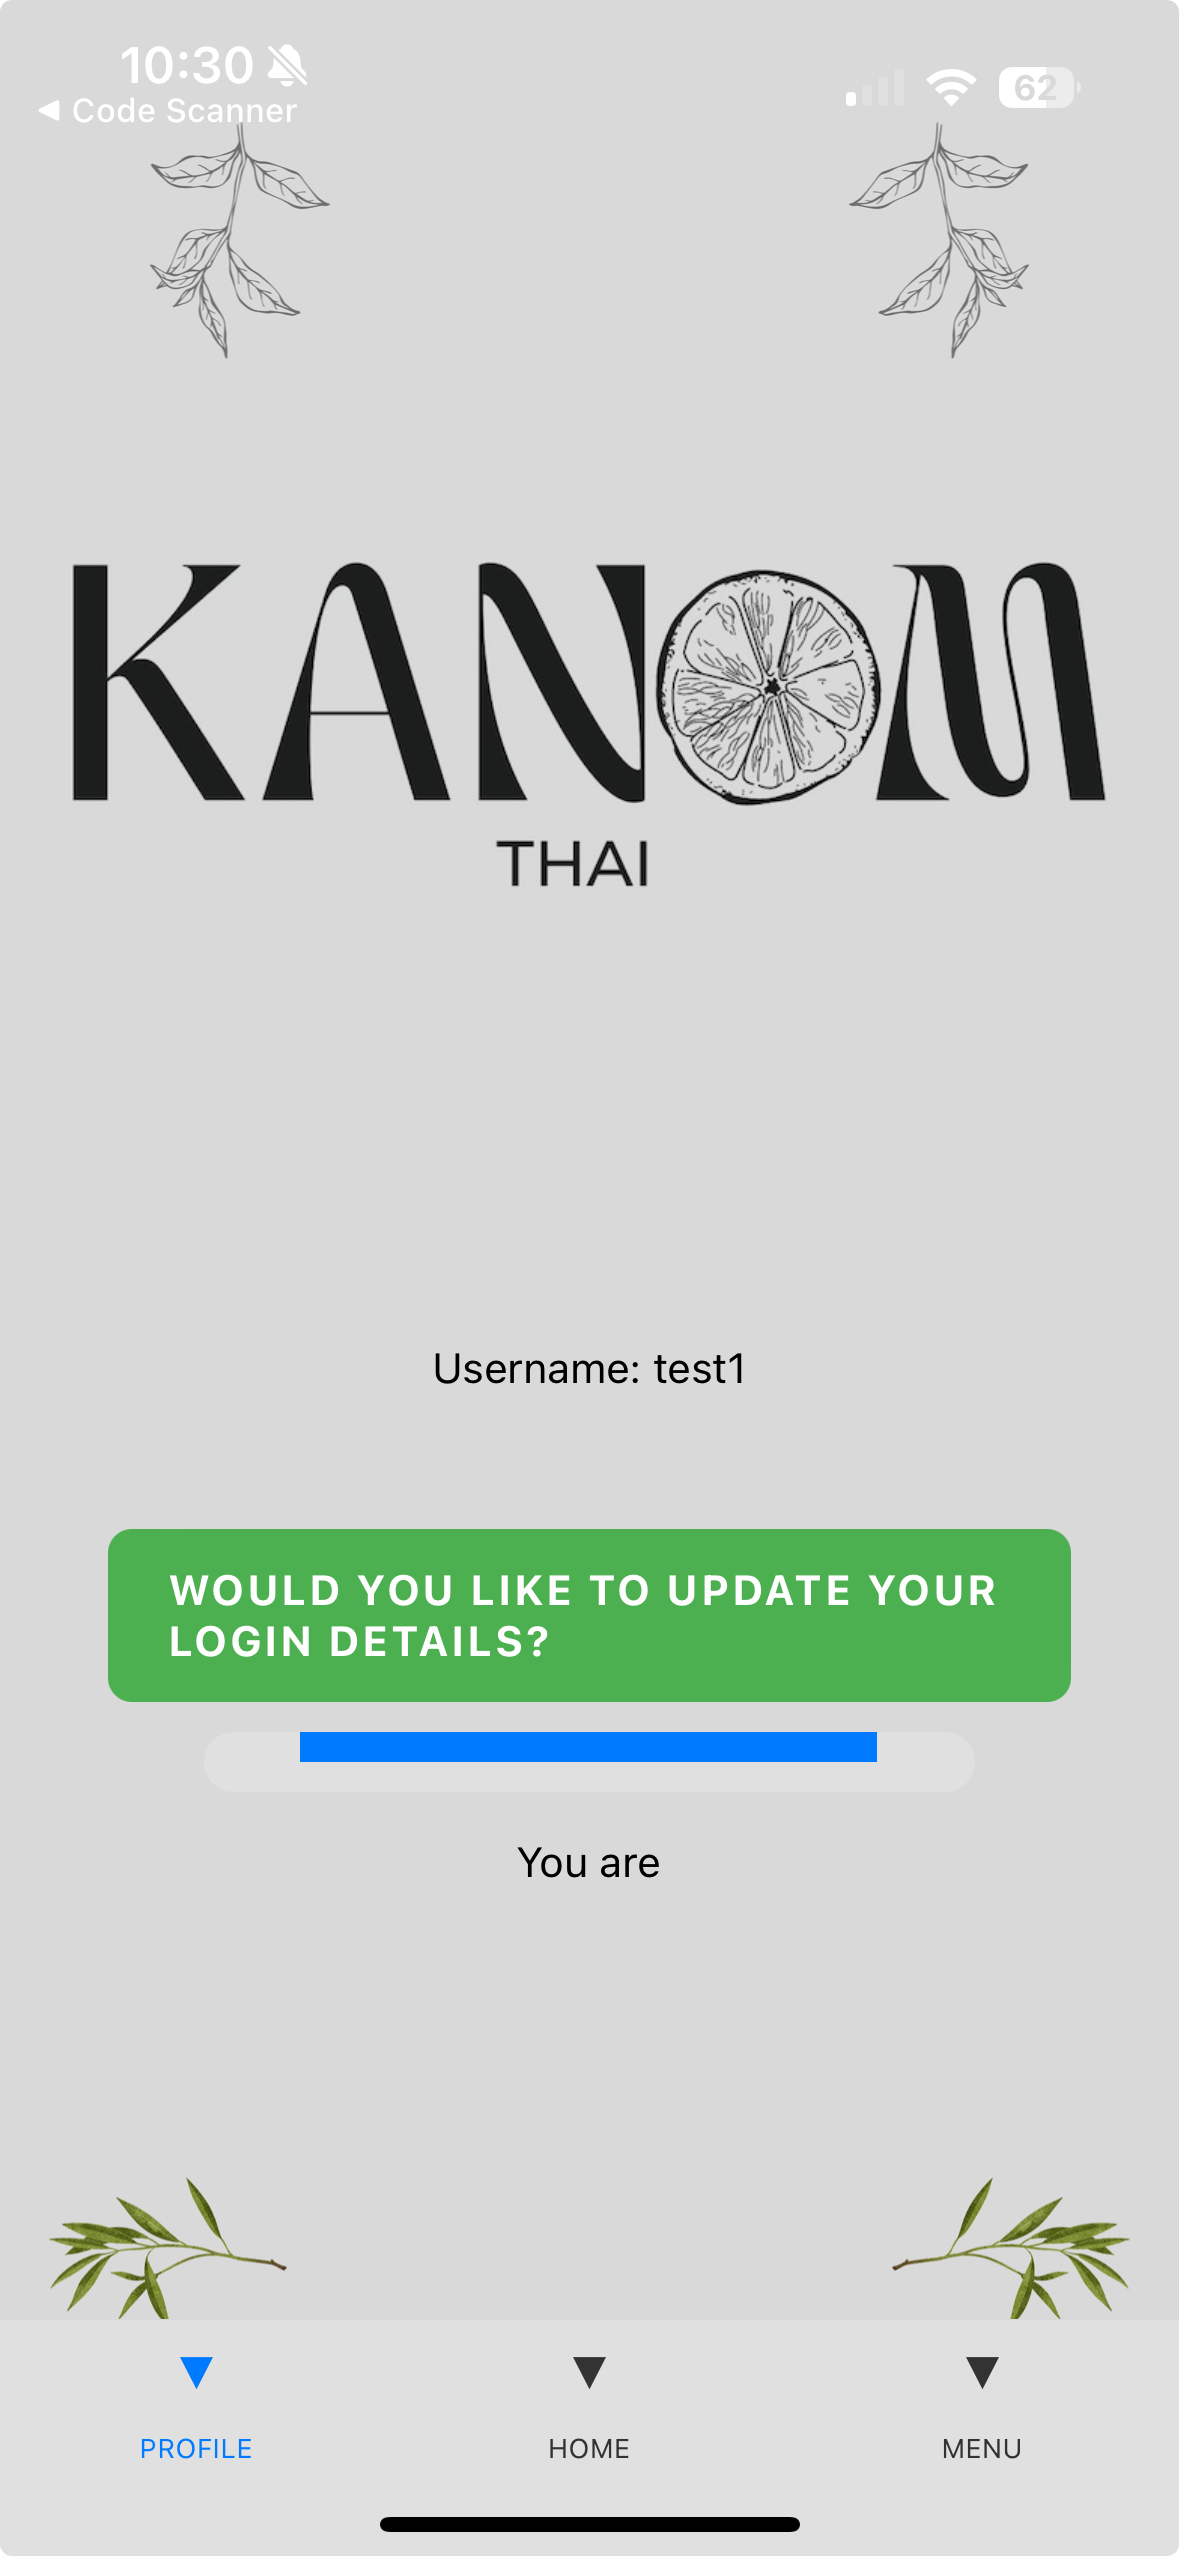 10:30
62
◀ Code Scanner
KANOM
THAI
Username: test1
WOULD YOU LIKE TO UPDATE YOUR
LOGIN DETAILS?
You are
PROFILE
HOME
MENU